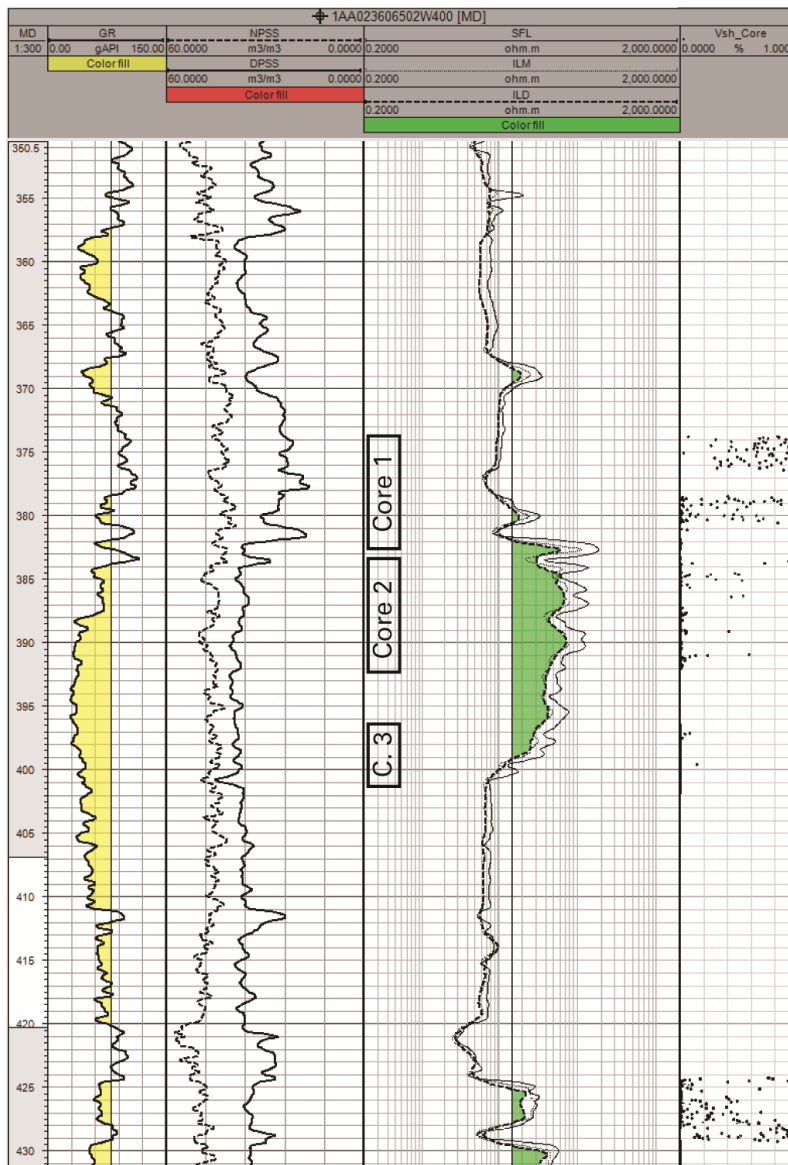 1AA023606502W400 [MD]
MD GR NPSS SFL Vsh_Core
1:300 0.00 gAPI 150.00 60.0000 m3/m3 0.0000 0.2000 ohm.m 2,000.0000 0.0000 % 1.000
Color fill DPSS ILM
60.0000 m3/m3 0.0000 0.2000 ohm.m 2,000.0000
Color fill ILD
0.2000 ohm.m 2,000.0000
Color fill
360.5
355
360
365
370
375
380
385
390
395
400
405
410
415
420
425
430
Core 1
Core 2
C. 3